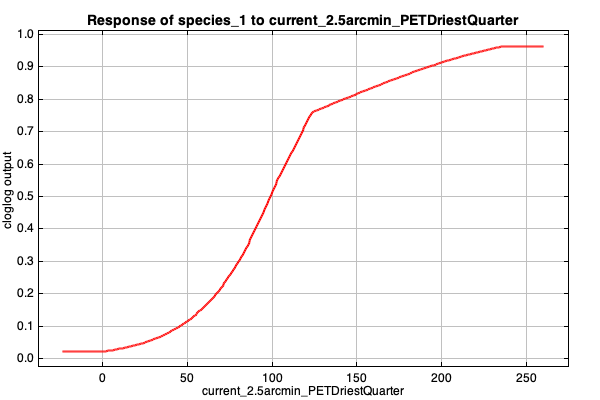 Response of species_1 to current_2.5arcmin_PETDriestQuarter
1.0
0.9
0.8
0.7
0.6
0.5
0.4
0.3
0.2
0.1
0.0
cloglog output
0 50 100 150 200 250
current_2.5arcmin_PETDriestQuarter